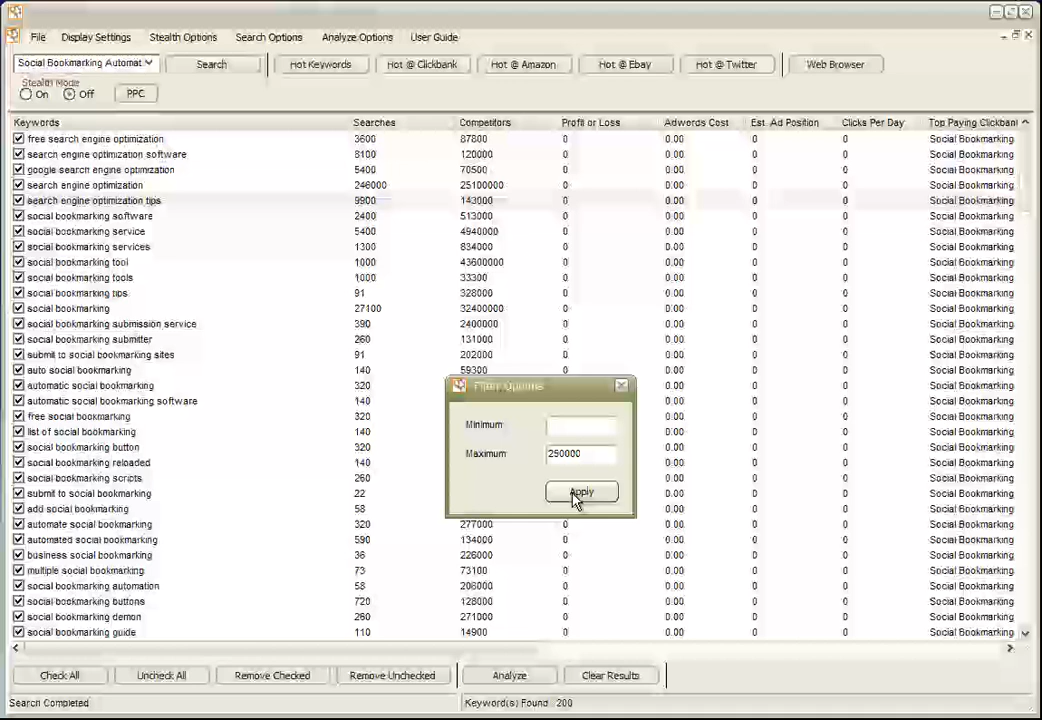 File Display Settings Stealth Options Search Options Analyze Options User Guide
Social Bookmarking Automat Search Hot Keywords Hot @ Clickbank Hot @ Amazon Hot @ Ebay Hot @ Twitter Web Browser
Stealth Mode
On Off PPC
Keywords Searches Competitors Profit or Loss Adwords Cost Est. Ad Position Clicks Per Day Top Paying Clickbank
free search engine optimization 3600 87800 0 0.00 0 0 Social Bookmarking
search engine optimization software 8100 120000 0 0.00 0 0 Social Bookmarking
google search engine optimization 5400 70500 0 0.00 0 0 Social Bookmarking
search engine optimization 246000 25100000 0 0.00 0 0 Social Bookmarking
search engine optimization tips 9900 143000 0 0.00 0 0 Social Bookmarking
social bookmarking software 2400 513000 0 0.00 0 0 Social Bookmarking
social bookmarking service 5400 4940000 0 0.00 0 0 Social Bookmarking
social bookmarking services 1300 834000 0 0.00 0 0 Social Bookmarking
social bookmarking tool 1000 43600000 0 0.00 0 0 Social Bookmarking
social bookmarking tools 1000 33300 0 0.00 0 0 Social Bookmarking
social bookmarking tips 91 328000 0 0.00 0 0 Social Bookmarking
social bookmarking 27100 32400000 0 0.00 0 0 Social Bookmarking
social bookmarking submission service 390 2400000 0 0.00 0 0 Social Bookmarking
social bookmarking submitter 260 131000 0 0.00 0 0 Social Bookmarking
submit to social bookmarking sites 91 202000 0 0.00 0 0 Social Bookmarking
auto social bookmarking 140 59300 0 0.00 0 0 Social Bookmarking
automatic social bookmarking 320 0.00 0 0 Social Bookmarking
automatic social bookmarking software 140 0.00 0 0 Social Bookmarking
free social bookmarking 320 0.00 0 0 Social Bookmarking
list of social bookmarking 140 0.00 0 0 Social Bookmarking
social bookmarking button 320 0.00 0 0 Social Bookmarking
social bookmarking reloaded 140 0.00 0 0 Social Bookmarking
social bookmarking scripts 260 0.00 0 0 Social Bookmarking
submit to social bookmarking 22 0.00 0 0 Social Bookmarking
add social bookmarking 58 0.00 0 0 Social Bookmarking
automate social bookmarking 320 277000 0 0.00 0 0 Social Bookmarking
automated social bookmarking 590 134000 0 0.00 0 0 Social Bookmarking
business social bookmarking 36 226000 0 0.00 0 0 Social Bookmarking
multiple social bookmarking 73 73100 0 0.00 0 0 Social Bookmarking
social bookmarking automation 58 206000 0 0.00 0 0 Social Bookmarking
social bookmarking buttons 720 128000 0 0.00 0 0 Social Bookmarking
social bookmarking demon 260 271000 0 0.00 0 0 Social Bookmarking
social bookmarking guide 110 14900 0 0.00 0 0 Social Bookmarking
Filter Options
Minimum
Maximum 250000
Apply
Check All Uncheck All Remove Checked Remove Unchecked Analyze Clear Results
Search Completed Keyword(s) Found 200